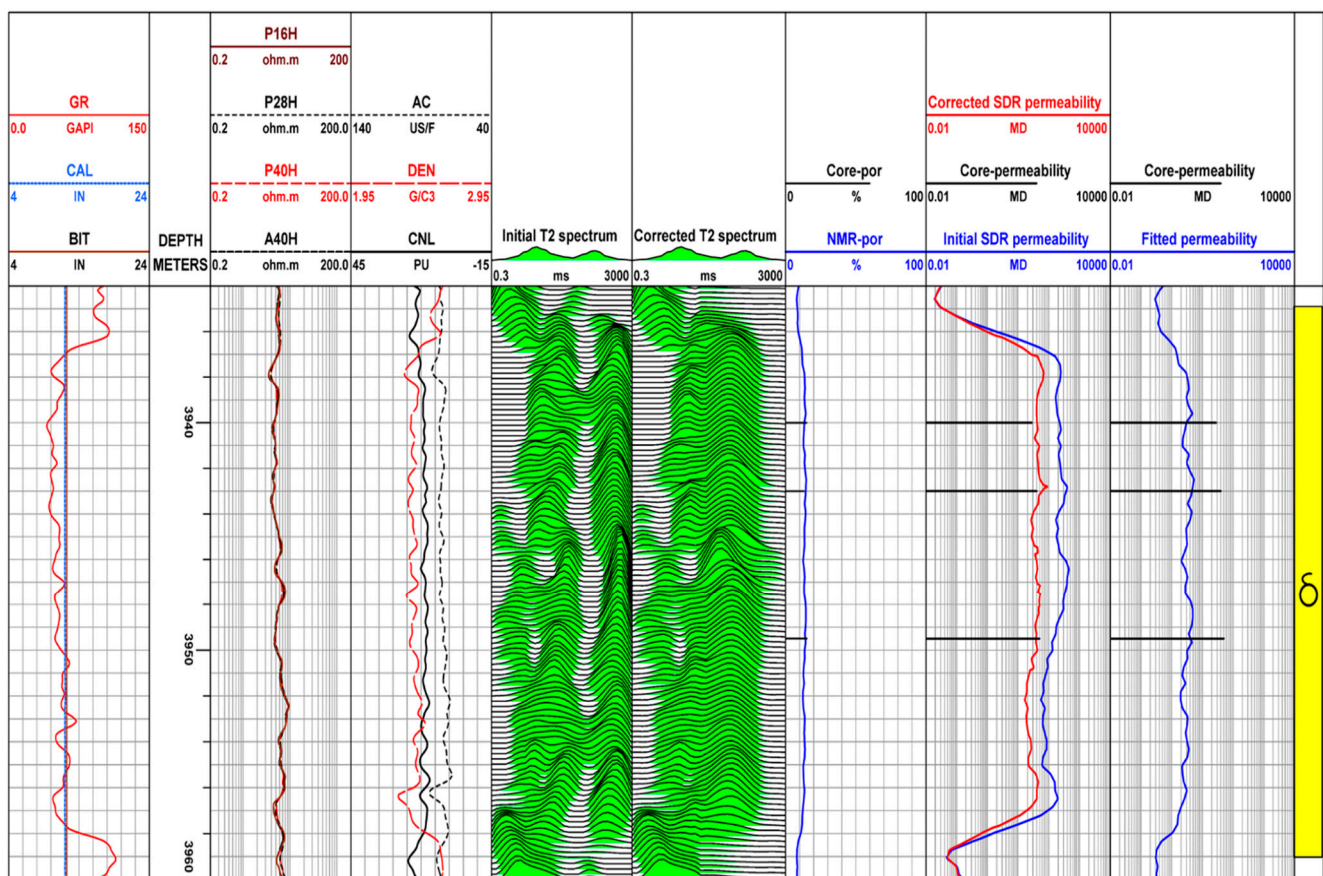 P16H
0.2 ohm.m 200
GR
0.0 GAPI 150
P28H
0.2 ohm.m 200.0
AC
140 US/F 40
Corrected SDR permeability
0.01 MD 10000
CAL
4 IN 24
P40H
0.2 ohm.m 200.0
DEN
1.95 G/C3 2.95
Core-por
0 % 100
Core-permeability
0.01 MD 10000
Core-permeability
0.01 MD 10000
BIT
4 IN 24
DEPTH
METERS
A40H
0.2 ohm.m 200.0
CNL
45 PU -15
Initial T2 spectrum
0.3 ms 3000
Corrected T2 spectrum
0.3 ms 3000
NMR-por
0 % 100
Initial SDR permeability
0.01 MD 10000
Fitted permeability
0.01 MD 10000
3940
3950
3960
δ